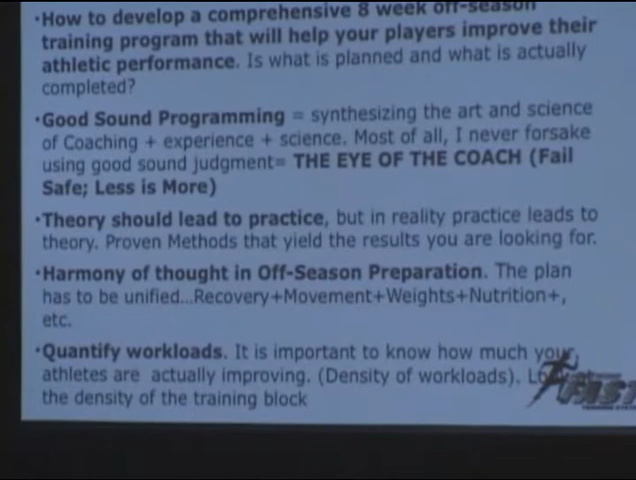 ·How to develop a comprehensive 8 week off-season
training program that will help your players improve their
athletic performance. Is what is planned and what is actually
completed?
·Good Sound Programming = synthesizing the art and science
of Coaching + experience + science. Most of all, I never forsake
using good sound judgment= THE EYE OF THE COACH (Fail
Safe; Less is More)
·Theory should lead to practice, but in reality practice leads to
theory. Proven Methods that yield the results you are looking for.
·Harmony of thought in Off-Season Preparation. The plan
has to be unified...Recovery+Movement+Weights+Nutrition+,
etc.
·Quantify workloads. It is important to know how much your
athletes are actually improving. (Density of workloads).
the density of the training block
FAST